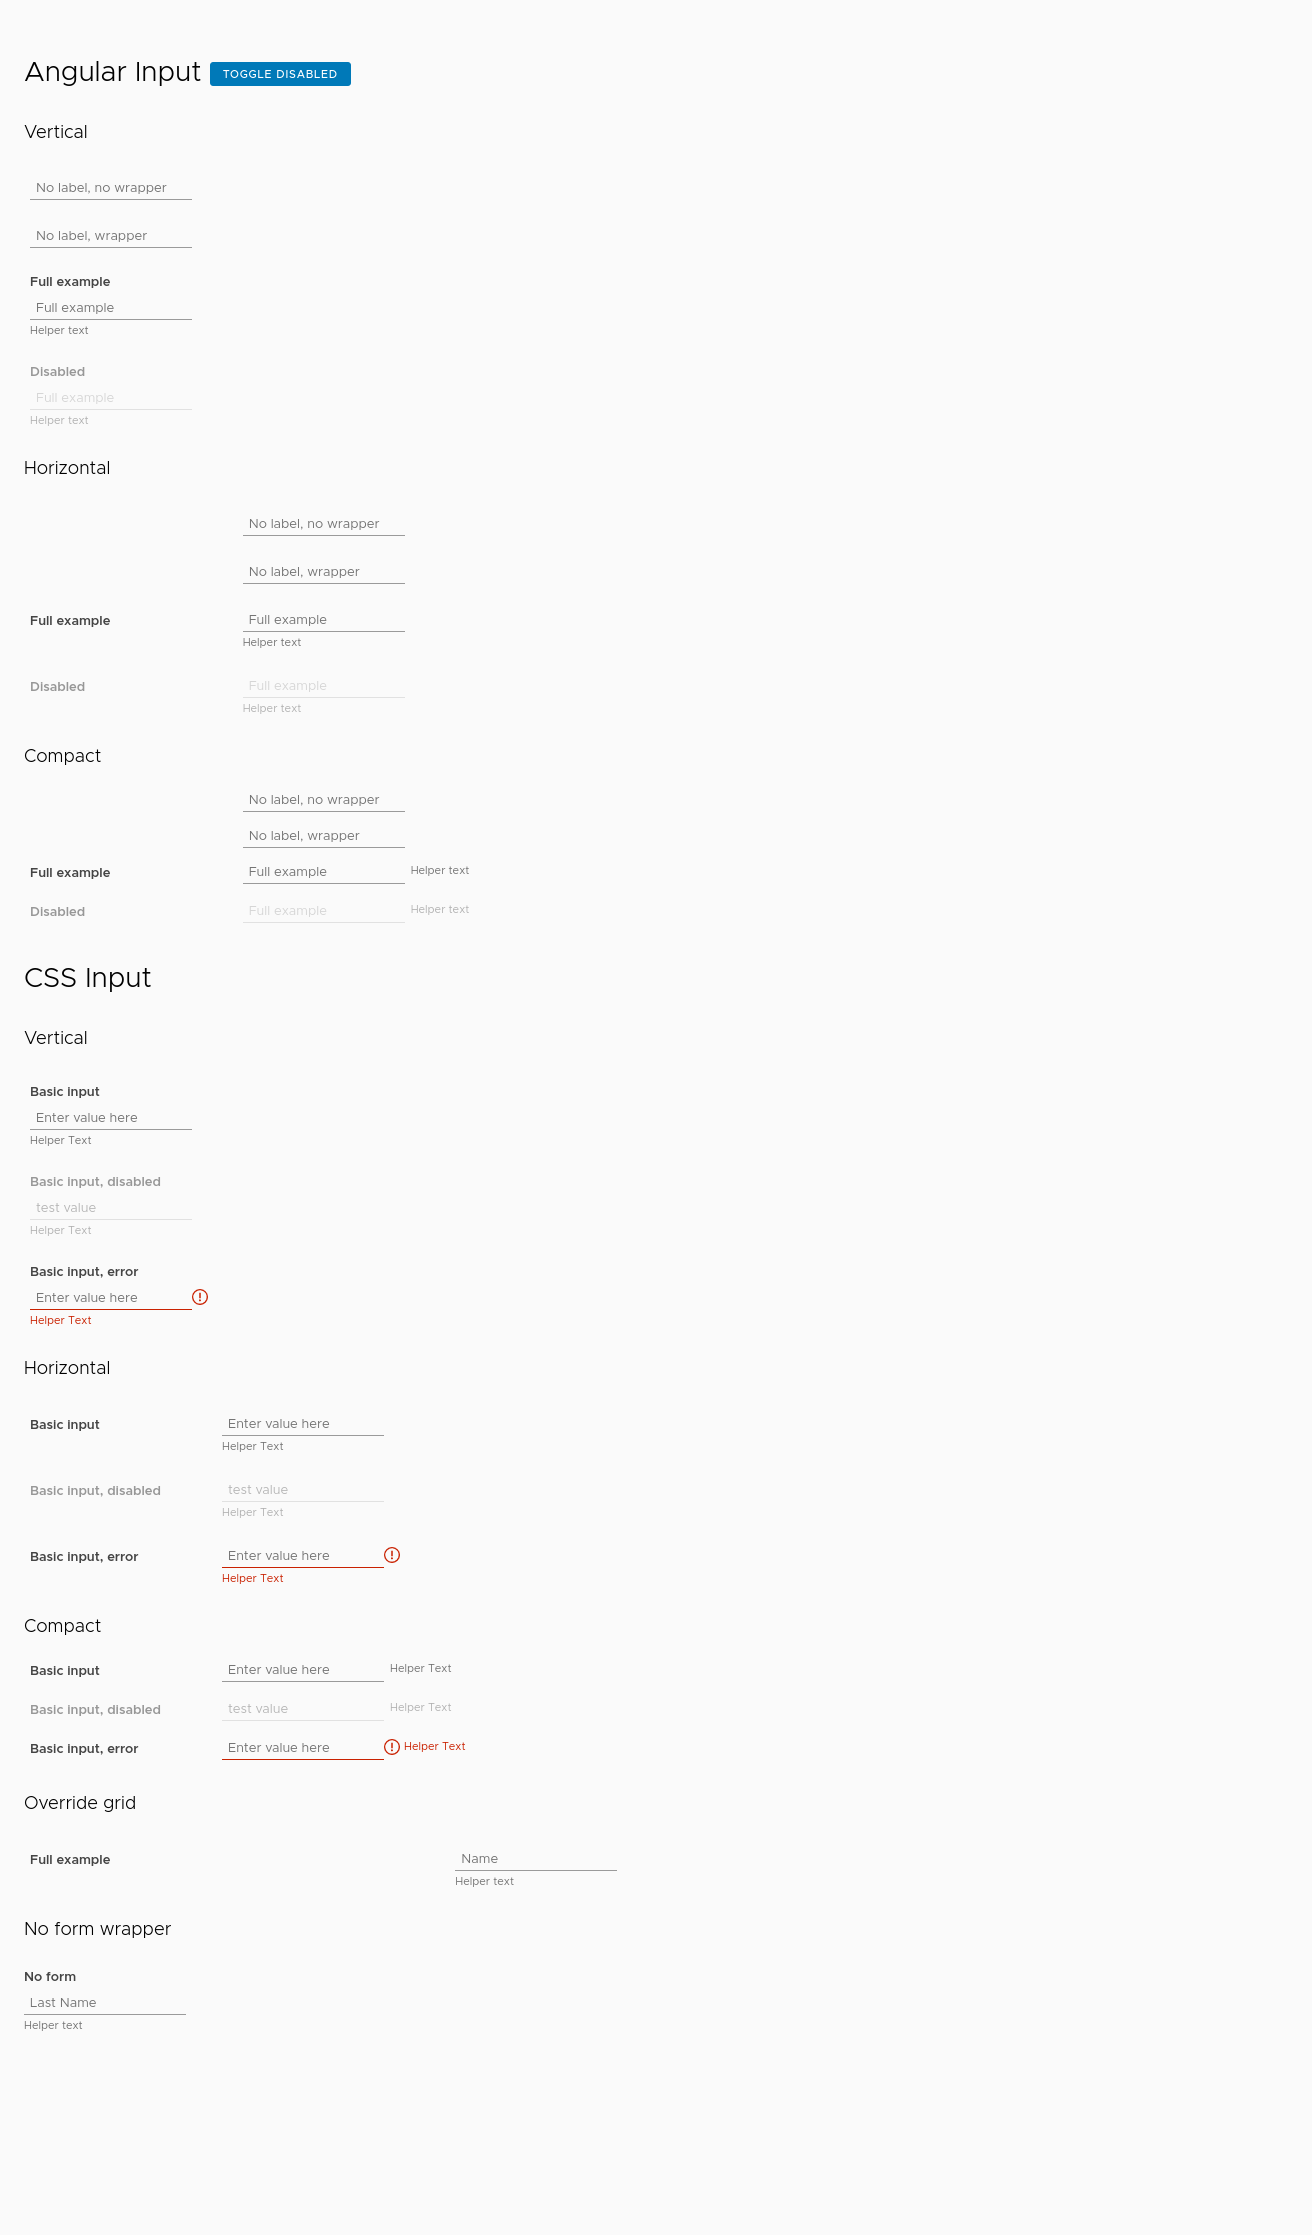 Angular Input TOGGLE DISABLED
Vertical
No label, no wrapper
No label, wrapper
Full example
Full example
Helper text
Disabled
Full example
Helper text
Horizontal
No label, no wrapper
No label, wrapper
Full example Full example
Helper text
Disabled Full example
Helper text
Compact
No label, no wrapper
No label, wrapper
Full example Full example Helper text
Disabled Full example Helper text
CSS Input
Vertical
Basic input
Enter value here
Helper Text
Basic input, disabled
test value
Helper Text
Basic input, error
Enter value here
Helper Text
Horizontal
Basic input Enter value here
Helper Text
Basic input, disabled test value
Helper Text
Basic input, error Enter value here
Helper Text
Compact
Basic input Enter value here Helper Text
Basic input, disabled test value Helper Text
Basic input, error Enter value here Helper Text
Override grid
Full example Name
Helper text
No form wrapper
No form
Last Name
Helper text